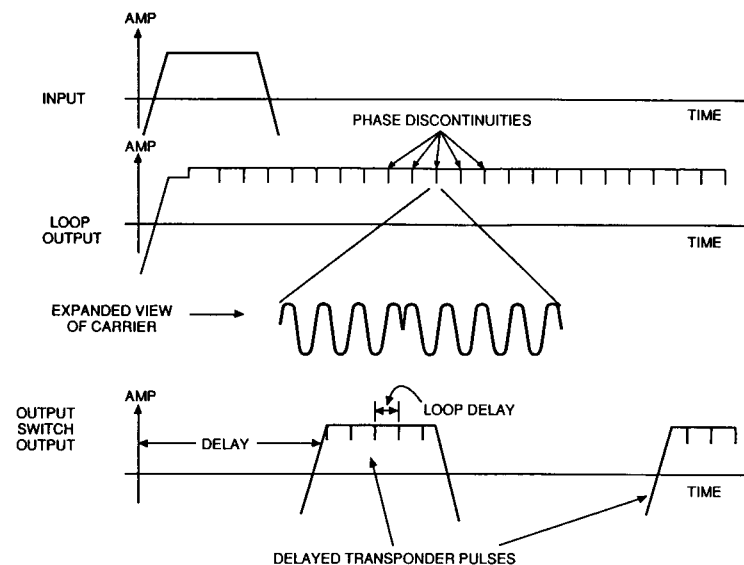 AMP
INPUT
TIME
PHASE DISCONTINUITIES
AMP
LOOP
OUTPUT
TIME
EXPANDED VIEW
OF CARRIER
AMP
LOOP DELAY
OUTPUT
SWITCH
OUTPUT
DELAY
TIME
DELAYED TRANSPONDER PULSES